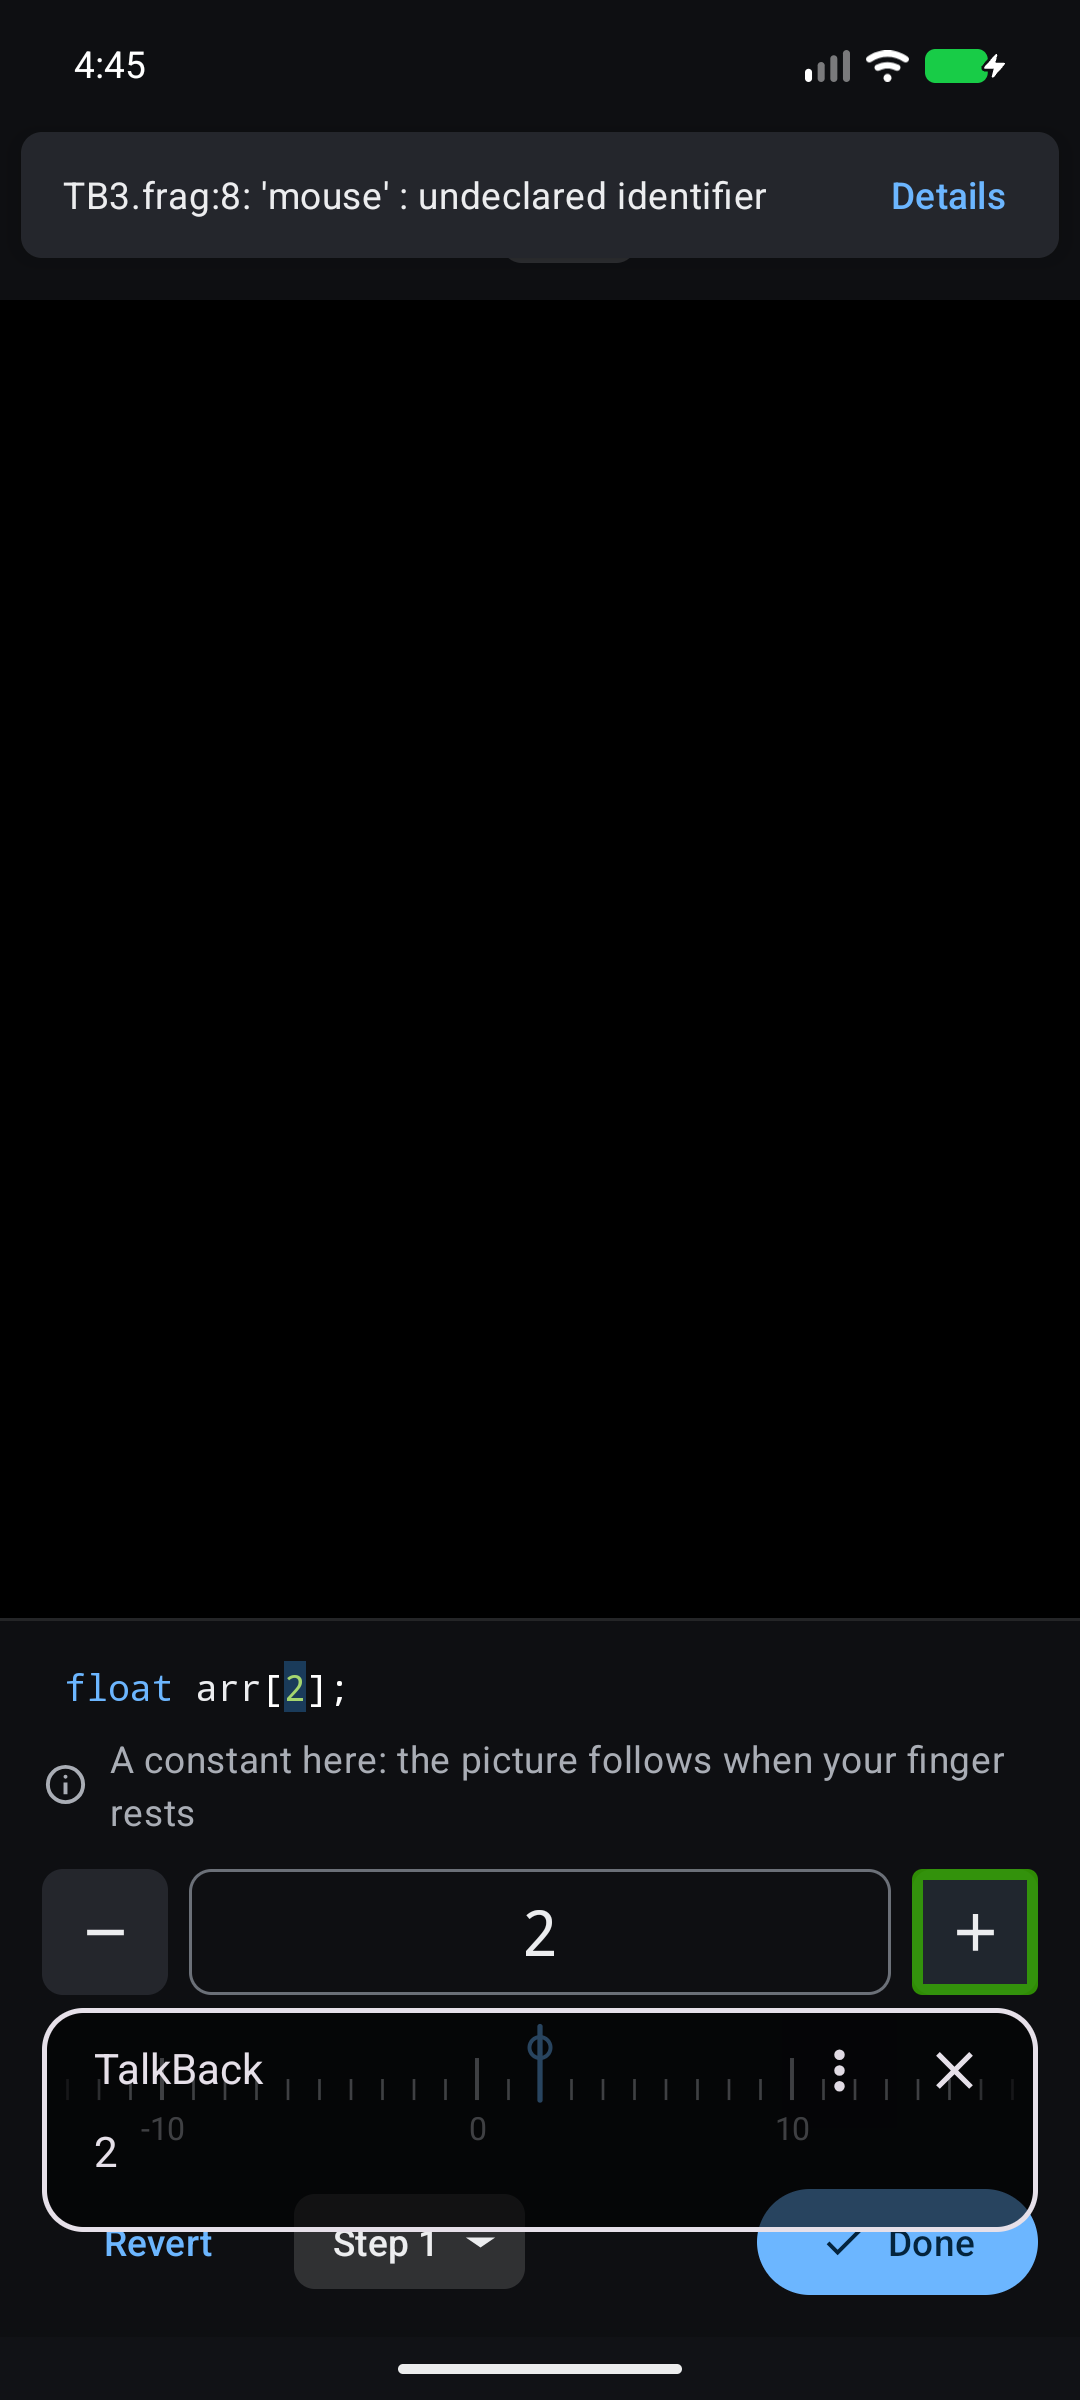 4:45
TB3.frag:8: 'mouse' : undeclared identifier
Details
float arr[2];
A constant here: the picture follows when your finger
rests
2
TalkBack
-10
0
10
2
Revert
Step 1
Done